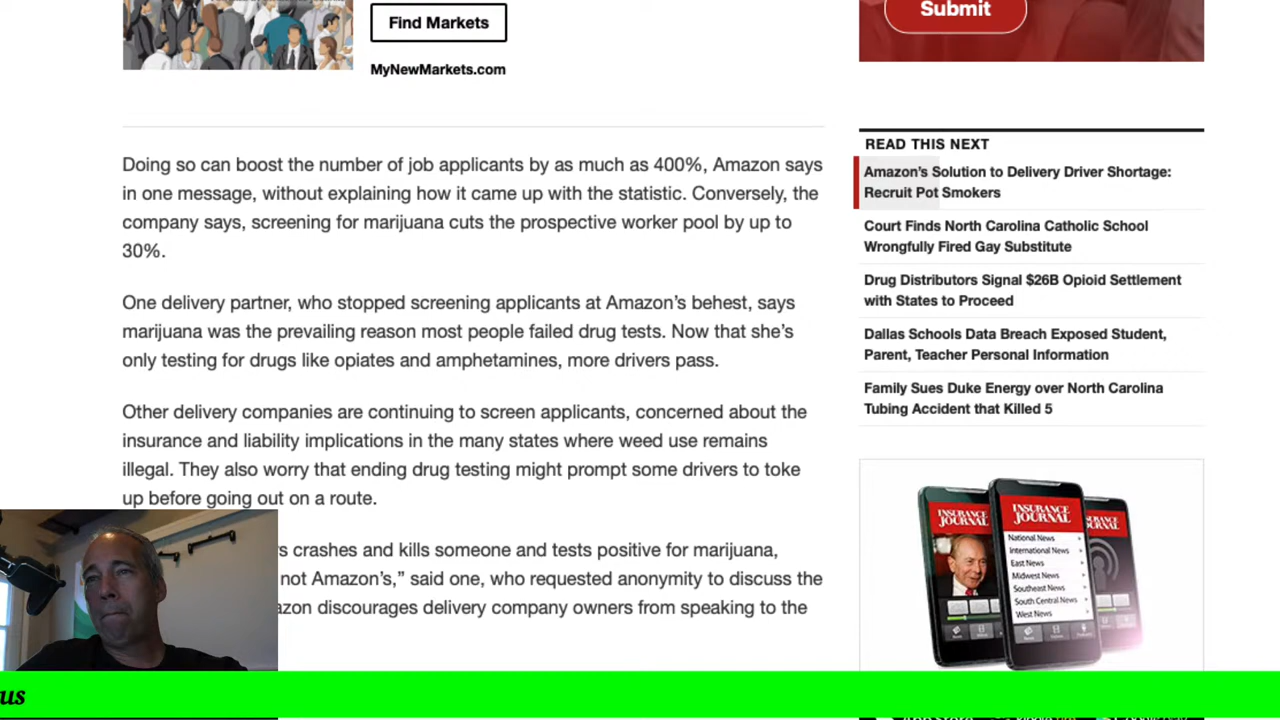 Find Markets
MyNewMarkets.com
Submit
Doing so can boost the number of job applicants by as much as 400%, Amazon says
in one message, without explaining how it came up with the statistic. Conversely, the
company says, screening for marijuana cuts the prospective worker pool by up to
30%.
One delivery partner, who stopped screening applicants at Amazon's behest, says
marijuana was the prevailing reason most people failed drug tests. Now that she's
only testing for drugs like opiates and amphetamines, more drivers pass.
Other delivery companies are continuing to screen applicants, concerned about the
insurance and liability implications in the many states where weed use remains
illegal. They also worry that ending drug testing might prompt some drivers to toke
up before going out on a route.
crashes and kills someone and tests positive for marijuana,
not Amazon's,” said one, who requested anonymity to discuss the
discourages delivery company owners from speaking to the
READ THIS NEXT
Amazon's Solution to Delivery Driver Shortage:
Recruit Pot Smokers
Court Finds North Carolina Catholic School
Wrongfully Fired Gay Substitute
Drug Distributors Signal $26B Opioid Settlement
with States to Proceed
Dallas Schools Data Breach Exposed Student,
Parent, Teacher Personal Information
Family Sues Duke Energy over North Carolina
Tubing Accident that Killed 5
INSURANCE
JOURNAL
National News
International News
East News
Midwest News
Southeast News
South Central News
West News
us